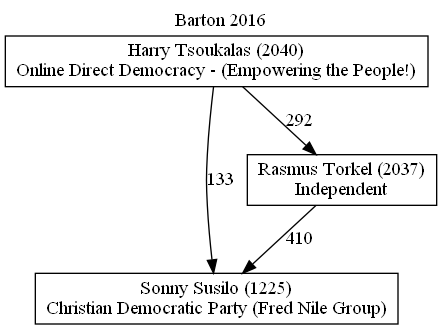 Barton 2016
Harry Tsoukalas (2040)
Online Direct Democracy - (Empowering the People!)
292
133
Rasmus Torkel (2037)
Independent
410
Sonny Susilo (1225)
Christian Democratic Party (Fred Nile Group)